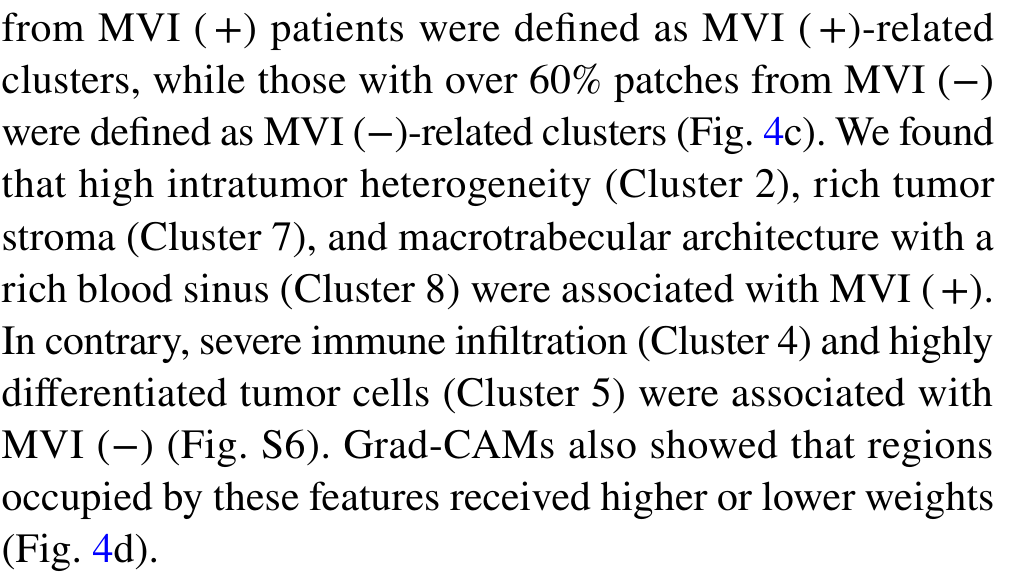 from MVI (+) patients were defined as MVI (+)-related
clusters, while those with over 60% patches from MVI (−)
were defined as MVI (−)-related clusters (Fig. 4c). We found
that high intratumor heterogeneity (Cluster 2), rich tumor
stroma (Cluster 7), and macrotrabecular architecture with a
rich blood sinus (Cluster 8) were associated with MVI (+).
In contrary, severe immune infiltration (Cluster 4) and highly
differentiated tumor cells (Cluster 5) were associated with
MVI (−) (Fig. S6). Grad-CAMs also showed that regions
occupied by these features received higher or lower weights
(Fig. 4d).